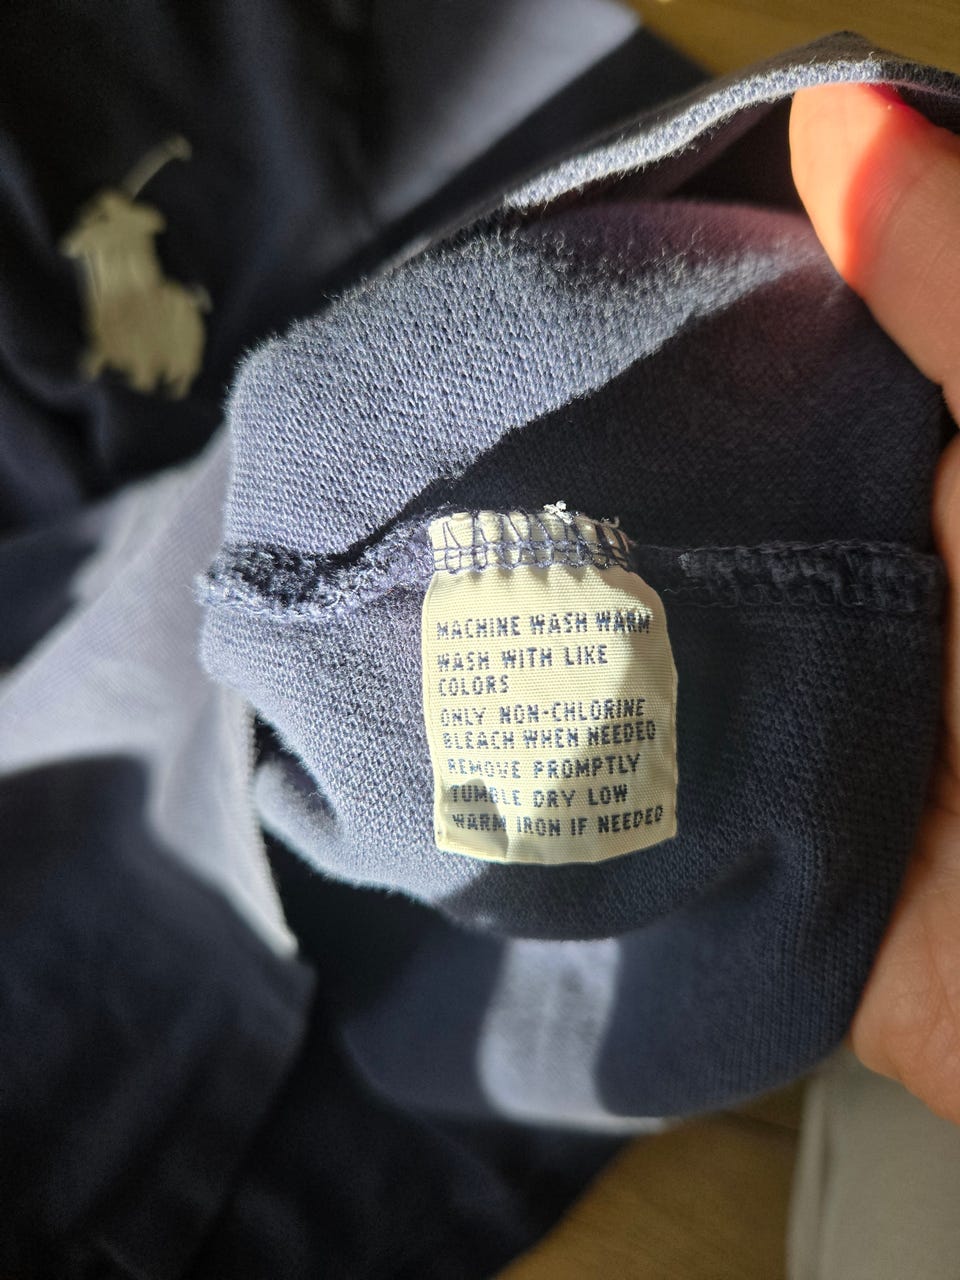 MACHINE WASH WARM
WASH WITH LIKE
COLORS
ONLY NON-CHLORINE
BLEACH WHEN NEEDED
REMOVE PROMPTLY
TUMBLE DRY LOW
WARM IRON IF NEEDED